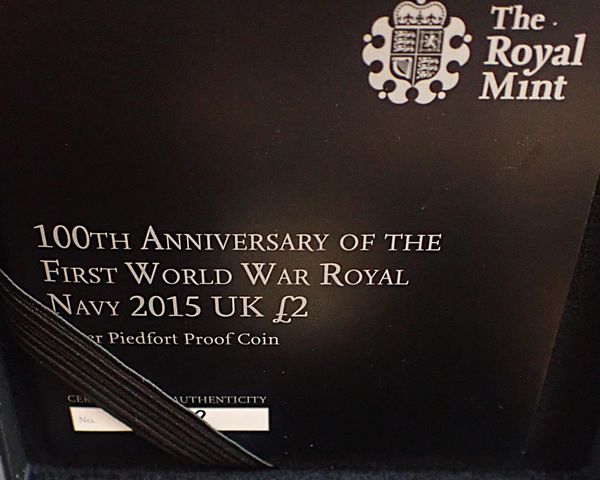 The
Royal
Mint
100TH ANNIVERSARY OF THE
FIRST WORLD WAR ROYAL
NAVY 2015 UK £2
Piedfort Proof Coin
AUTHENTICITY
No.